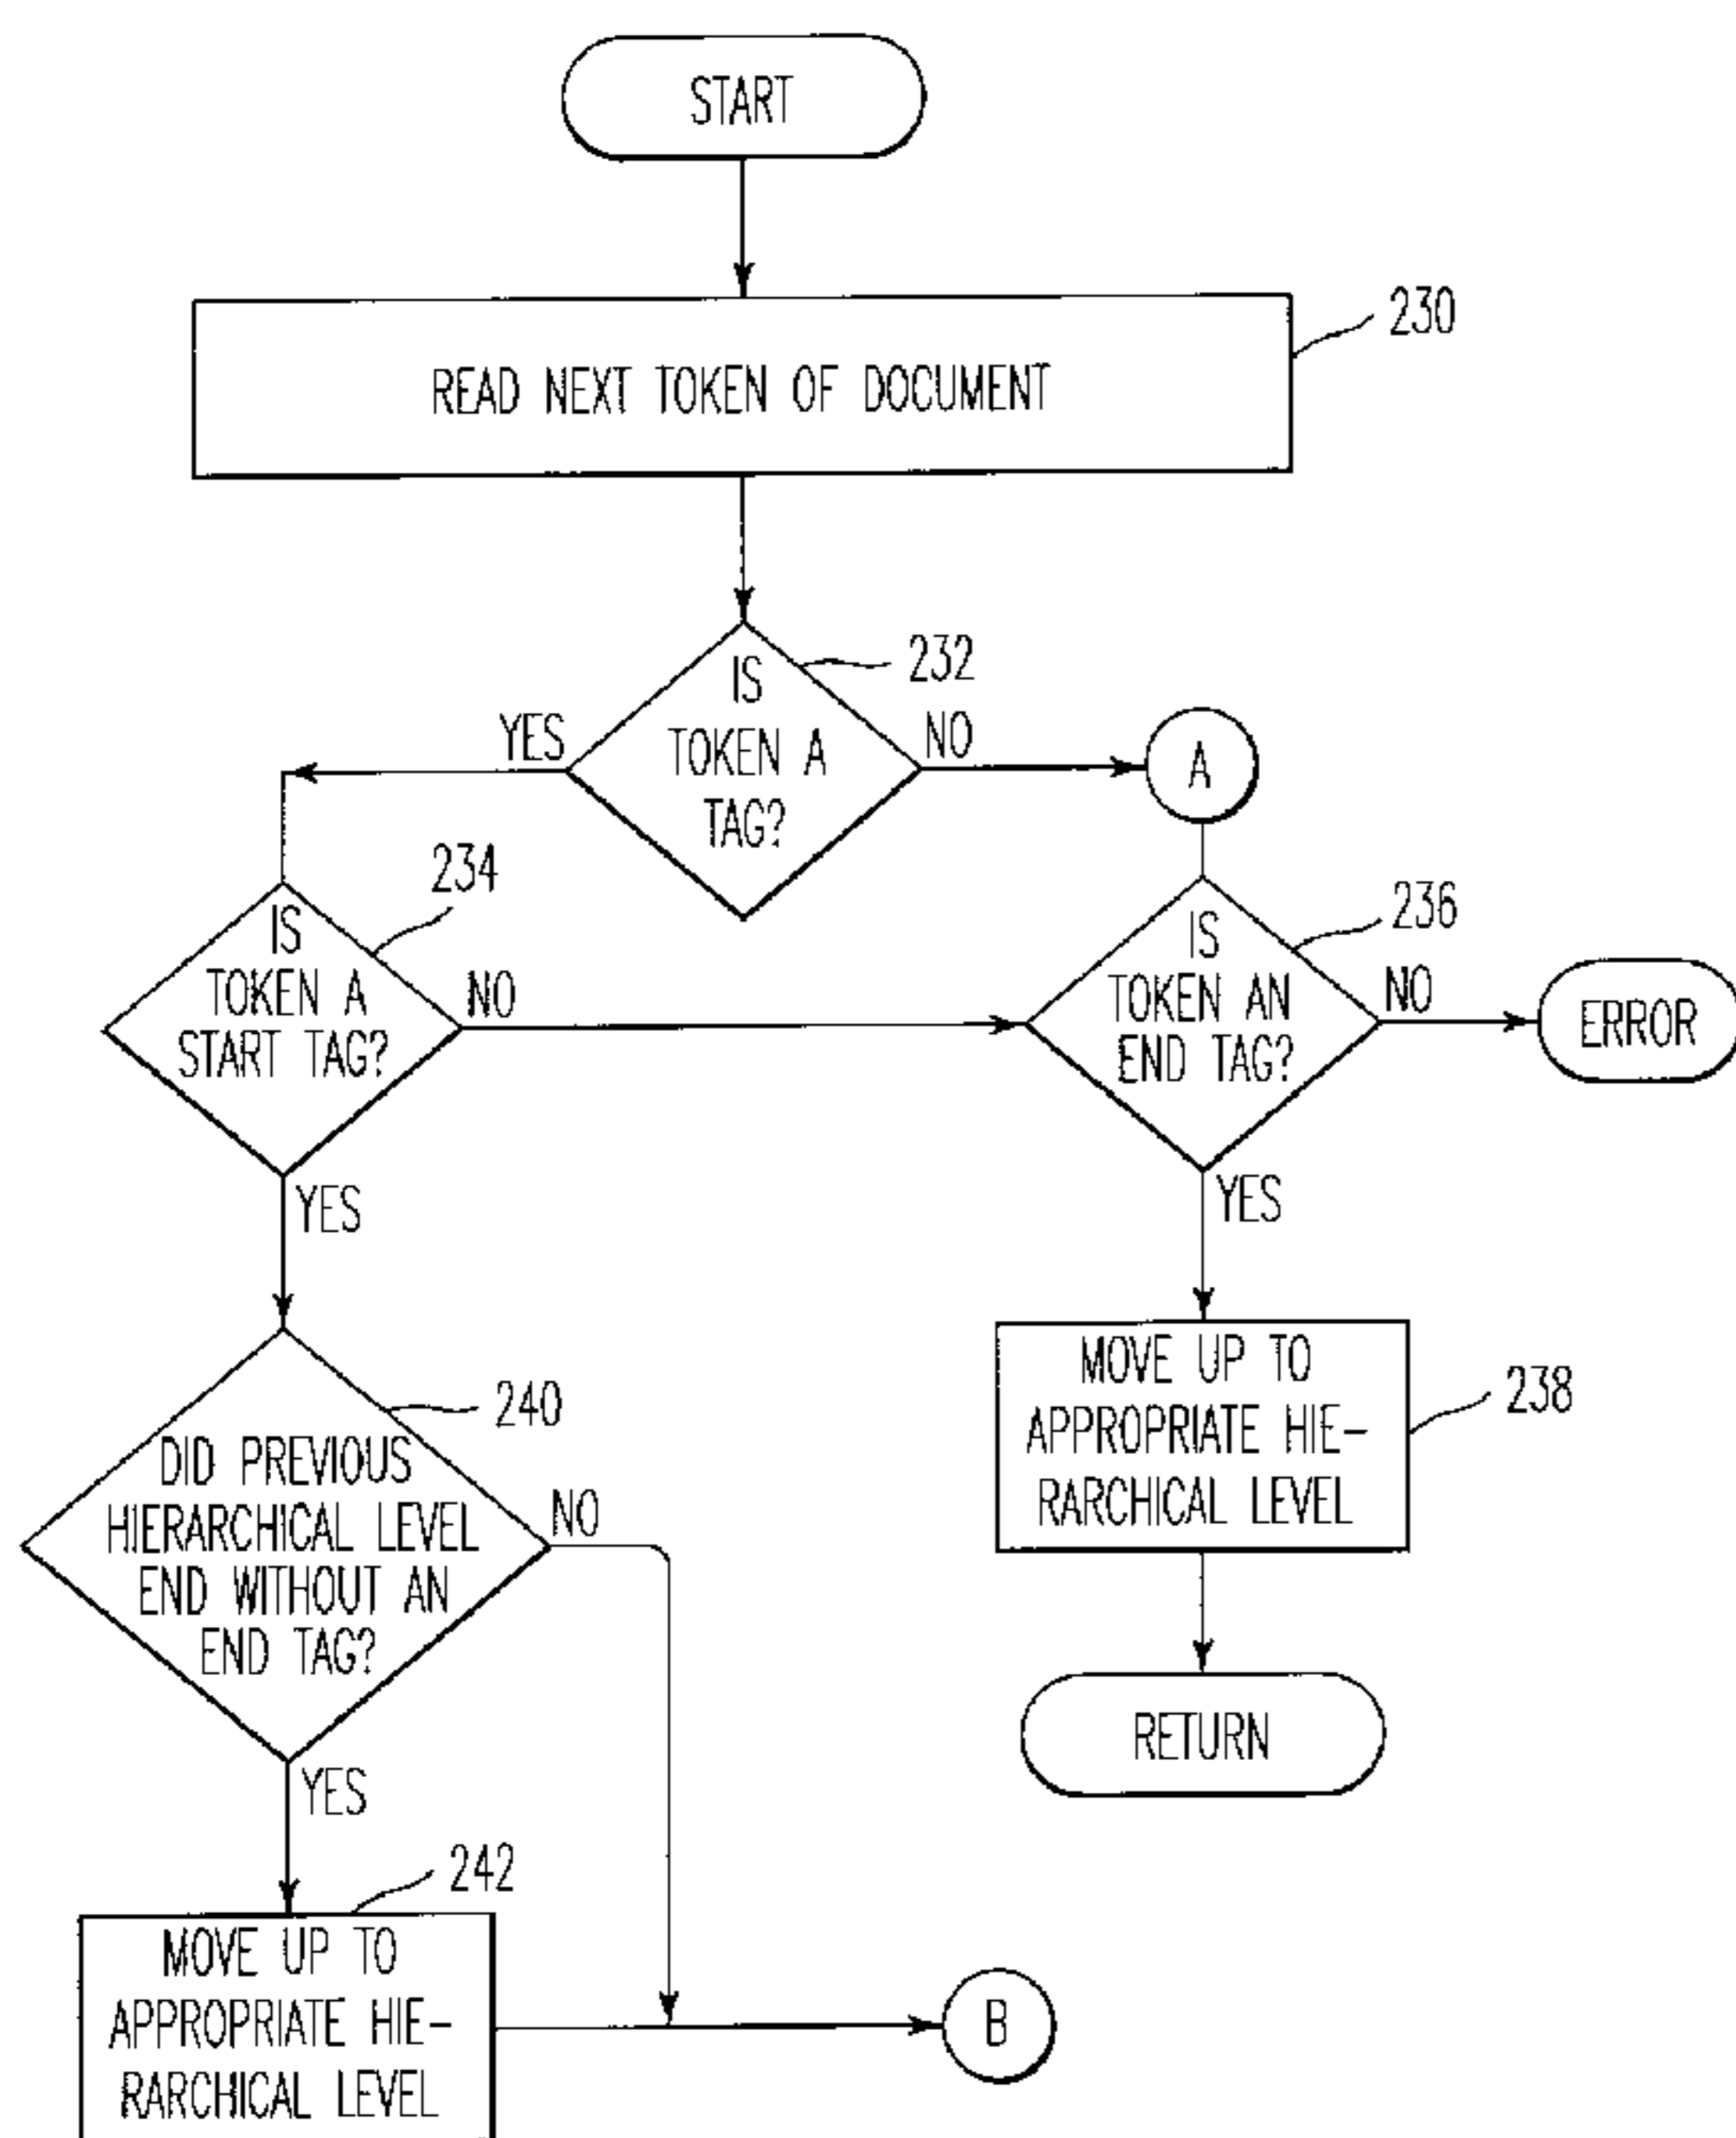 START
230
READ NEXT TOKEN OF DOCUMENT
232
IS
TOKEN A
TAG?
YES
NO
A
234
IS
TOKEN A
START TAG?
NO
236
IS
TOKEN AN
END TAG?
NO
ERROR
YES
YES
240
DID PREVIOUS
HIERARCHICAL LEVEL
END WITHOUT AN
END TAG?
NO
MOVE UP TO
APPROPRIATE HIE-
RARCHICAL LEVEL
238
RETURN
YES
242
MOVE UP TO
APPROPRIATE HIE-
RARCHICAL LEVEL
B